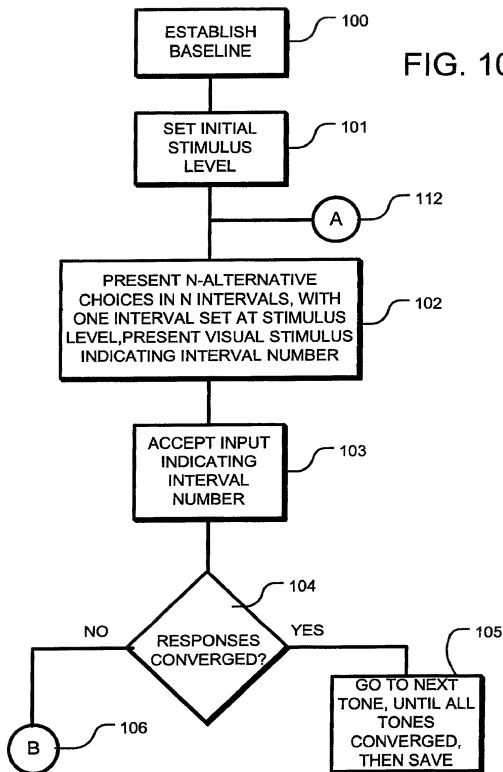 ESTABLISH
BASELINE
100
FIG. 10
SET INITIAL
STIMULUS
LEVEL
101
A
112
PRESENT N-ALTERNATIVE
CHOICES IN N INTERVALS, WITH
ONE INTERVAL SET AT STIMULUS
LEVEL,PRESENT VISUAL STIMULUS
INDICATING INTERVAL NUMBER
102
ACCEPT INPUT
INDICATING
INTERVAL
NUMBER
103
104
NO
YES
RESPONSES
CONVERGED?
105
GO TO NEXT
TONE, UNTIL ALL
TONES
CONVERGED,
THEN SAVE
B
106